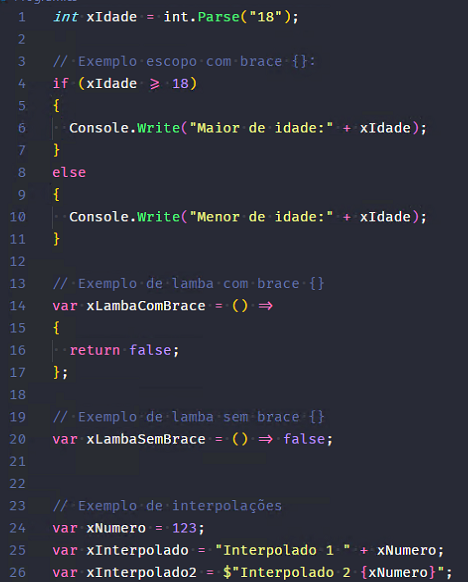 1 int xIdade = int.Parse("18");
2
3 // Exemplo escopo com brace {}:
4 if (xIdade >= 18)
5 {
6 Console.Write("Maior de idade:" + xIdade);
7 }
8 else
9 {
10 Console.Write("Menor de idade:" + xIdade);
11 }
12
13 // Exemplo de lamba com brace {}
14 var xLambaComBrace = () =>
15 {
16 return false;
17 };
18
19 // Exemplo de lamba sem brace {}
20 var xLambaSemBrace = () => false;
21
22
23 // Exemplo de interpolações
24 var xNumero = 123;
25 var xInterpolado = "Interpolado 1 " + xNumero;
26 var xInterpolado2 = $"Interpolado 2 {xNumero}";